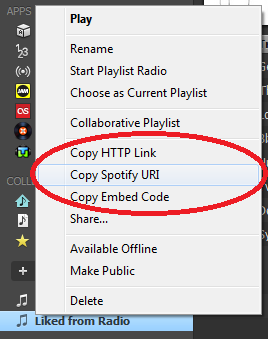 APPS
Play
Rename
Start Playlist Radio
Choose as Current Playlist
Collaborative Playlist
Copy HTTP Link
Copy Spotify URI
Copy Embed Code
Share...
Available Offline
Make Public
Delete
Liked from Radio